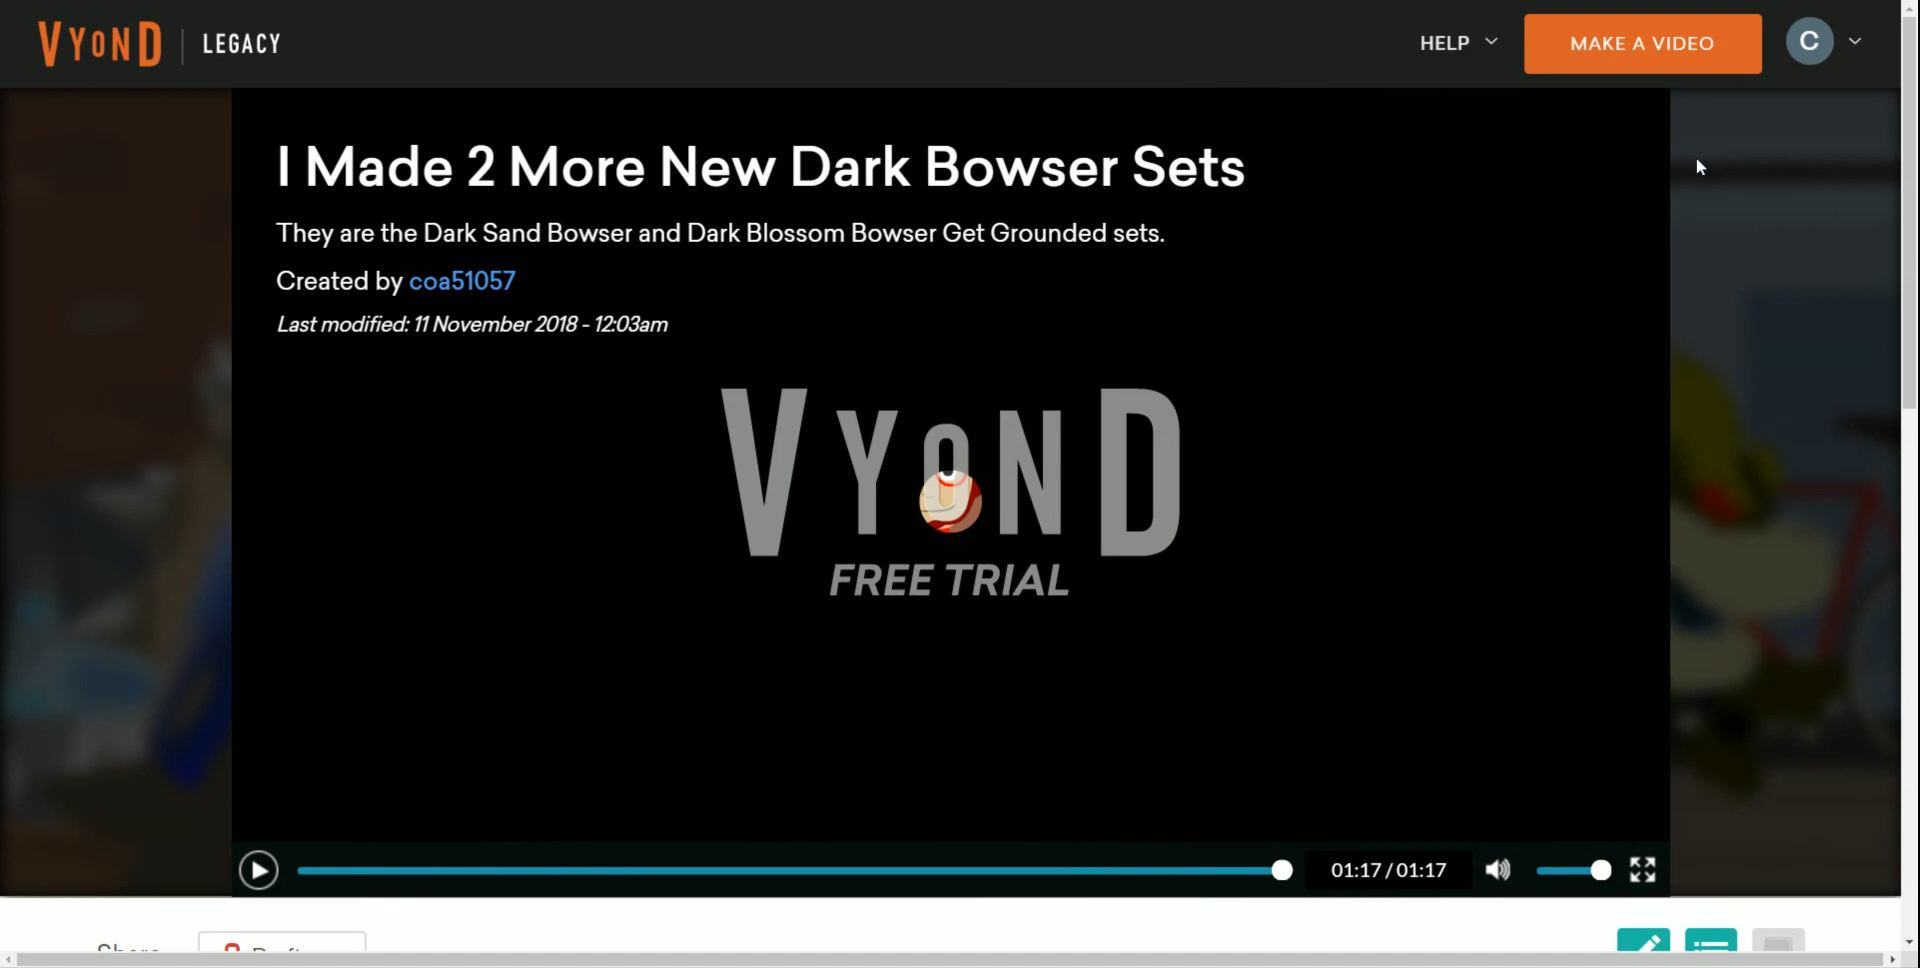 VYOND LEGACY HELP MAKE A VIDEO C
I Made 2 More New Dark Bowser Sets
They are the Dark Sand Bowser and Dark Blossom Bowser Get Grounded sets.
Created by coa51057
Last modified: 11 November 2018 - 12:03am
VYOND
FREE TRIAL
01:17 / 01:17
Share Draft